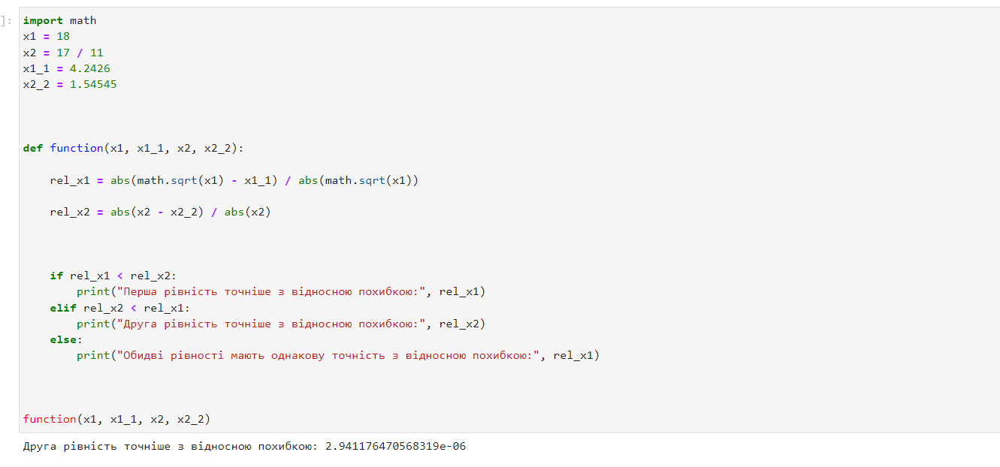 ]:
import math
x1 = 18
x2 = 17 / 11
x1_1 = 4.2426
x2_2 = 1.54545
def function(x1, x1_1, x2, x2_2):
    rel_x1 = abs(math.sqrt(x1) - x1_1) / abs(math.sqrt(x1))
    rel_x2 = abs(x2 - x2_2) / abs(x2)
    if rel_x1 < rel_x2:
        print("Перша рівність точніше з відносною похибкою:", rel_x1)
    elif rel_x2 < rel_x1:
        print("Друга рівність точніше з відносною похибкою:", rel_x2)
    else:
        print("Обидві рівності мають однакову точність з відносною похибкою:", rel_x1)
function(x1, x1_1, x2, x2_2)
Друга рівність точніше з відносною похибкою: 2.941176470568319e-06